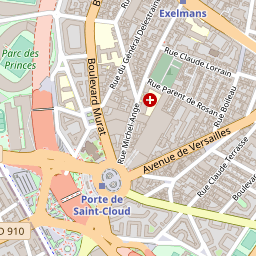 Exelmans
Rue du Général Delestraint
Rue Claude Lorrain
Parc des
Princes
Boulevard Murat
Rue Parent de Rosan
Rue Boileau
Rue Michel-Ange
Avenue de Versailles
Rue Claude Terrasse
Porte de
Saint-Cloud
D 910